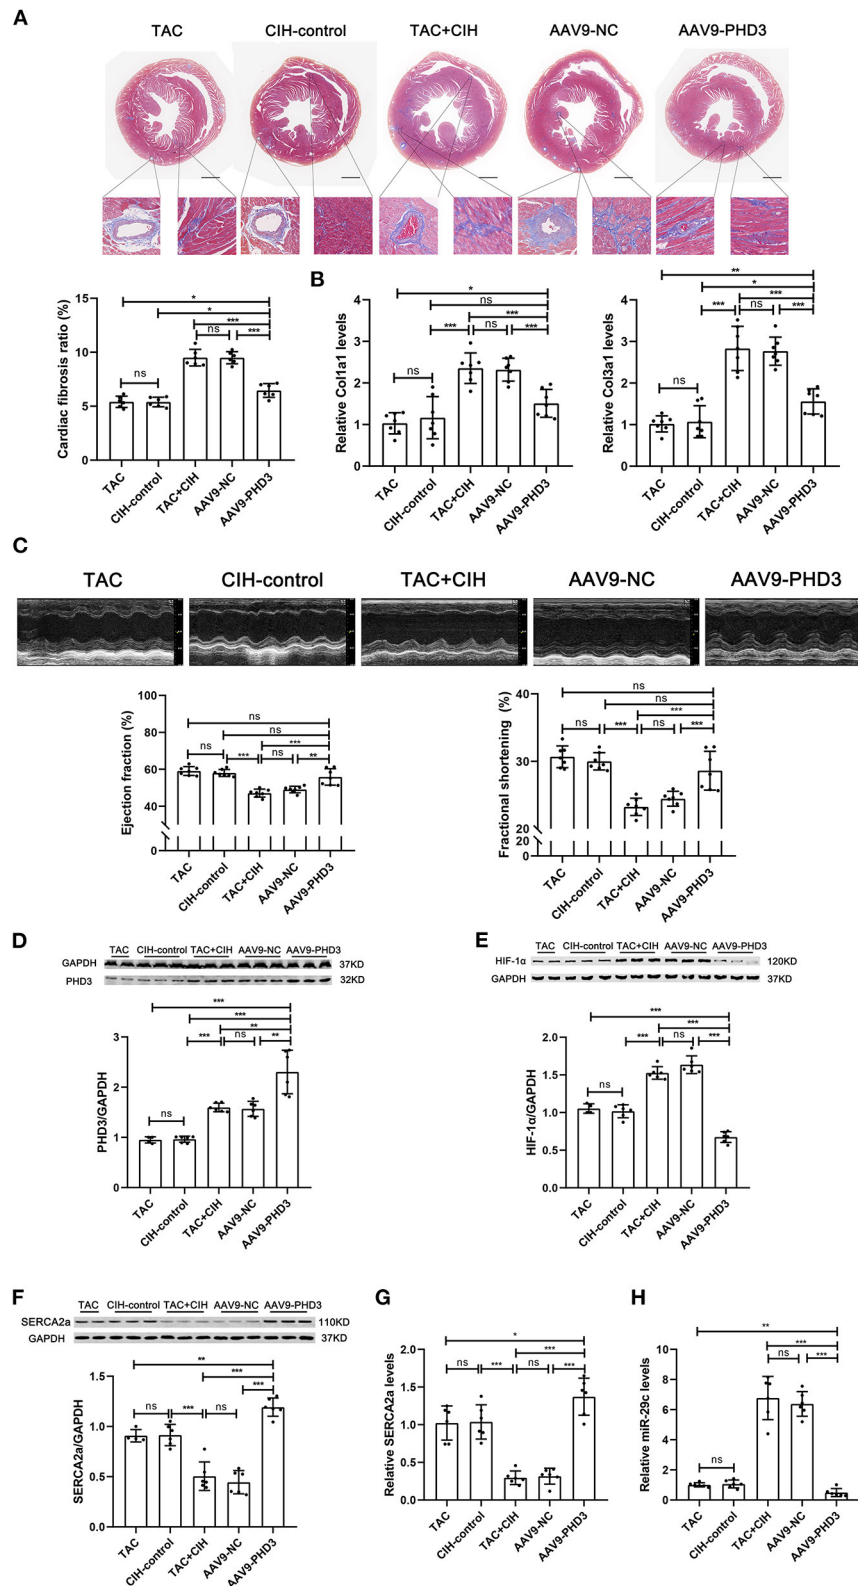 A
TAC CIH-control TAC+CIH AAV9-NC AAV9-PHD3
Cardiac fibrosis ratio (%)
15
10
5
0
ns
ns
***
***
*
*
TAC CIH-control TAC+CIH AAV9-NC AAV9-PHD3
B
Relative Col1a1 levels
4
3
2
1
0
ns
***
ns
***
***
ns
*
TAC CIH-control TAC+CIH AAV9-NC AAV9-PHD3
Relative Col3a1 levels
4
3
2
1
0
ns
***
ns
***
***
*
**
TAC CIH-control TAC+CIH AAV9-NC AAV9-PHD3
C
TAC CIH-control TAC+CIH AAV9-NC AAV9-PHD3
Ejection fraction (%)
100
80
60
40
0
ns
***
ns
**
***
ns
ns
TAC CIH-control TAC+CIH AAV9-NC AAV9-PHD3
Fractional shortening (%)
40
30
20
20
0
ns
***
ns
***
***
ns
ns
TAC CIH-control TAC+CIH AAV9-NC AAV9-PHD3
D
TAC CIH-control TAC+CIH AAV9-NC AAV9-PHD3
GAPDH 37KD
PHD3 32KD
PHD3/GAPDH
3
2
1
0
ns
***
ns
**
**
***
***
TAC CIH-control TAC+CIH AAV9-NC AAV9-PHD3
E
TAC CIH-control TAC+CIH AAV9-NC AAV9-PHD3
HIF-1α 120KD
GAPDH 37KD
HIF-1α/GAPDH
2.0
1.5
1.0
0.5
0.0
ns
***
ns
***
***
***
TAC CIH-control TAC+CIH AAV9-NC AAV9-PHD3
F
TAC CIH-control TAC+CIH AAV9-NC AAV9-PHD3
SERCA2a 110KD
GAPDH 37KD
SERCA2a/GAPDH
1.5
1.0
0.5
0.0
ns
***
ns
***
***
**
TAC CIH-control TAC+CIH AAV9-NC AAV9-PHD3
G
Relative SERCA2a levels
2.0
1.5
1.0
0.5
0.0
ns
***
ns
***
***
*
TAC CIH-control TAC+CIH AAV9-NC AAV9-PHD3
H
Relative miR-29c levels
10
8
6
4
2
0
ns
ns
***
***
**
TAC CIH-control TAC+CIH AAV9-NC AAV9-PHD3